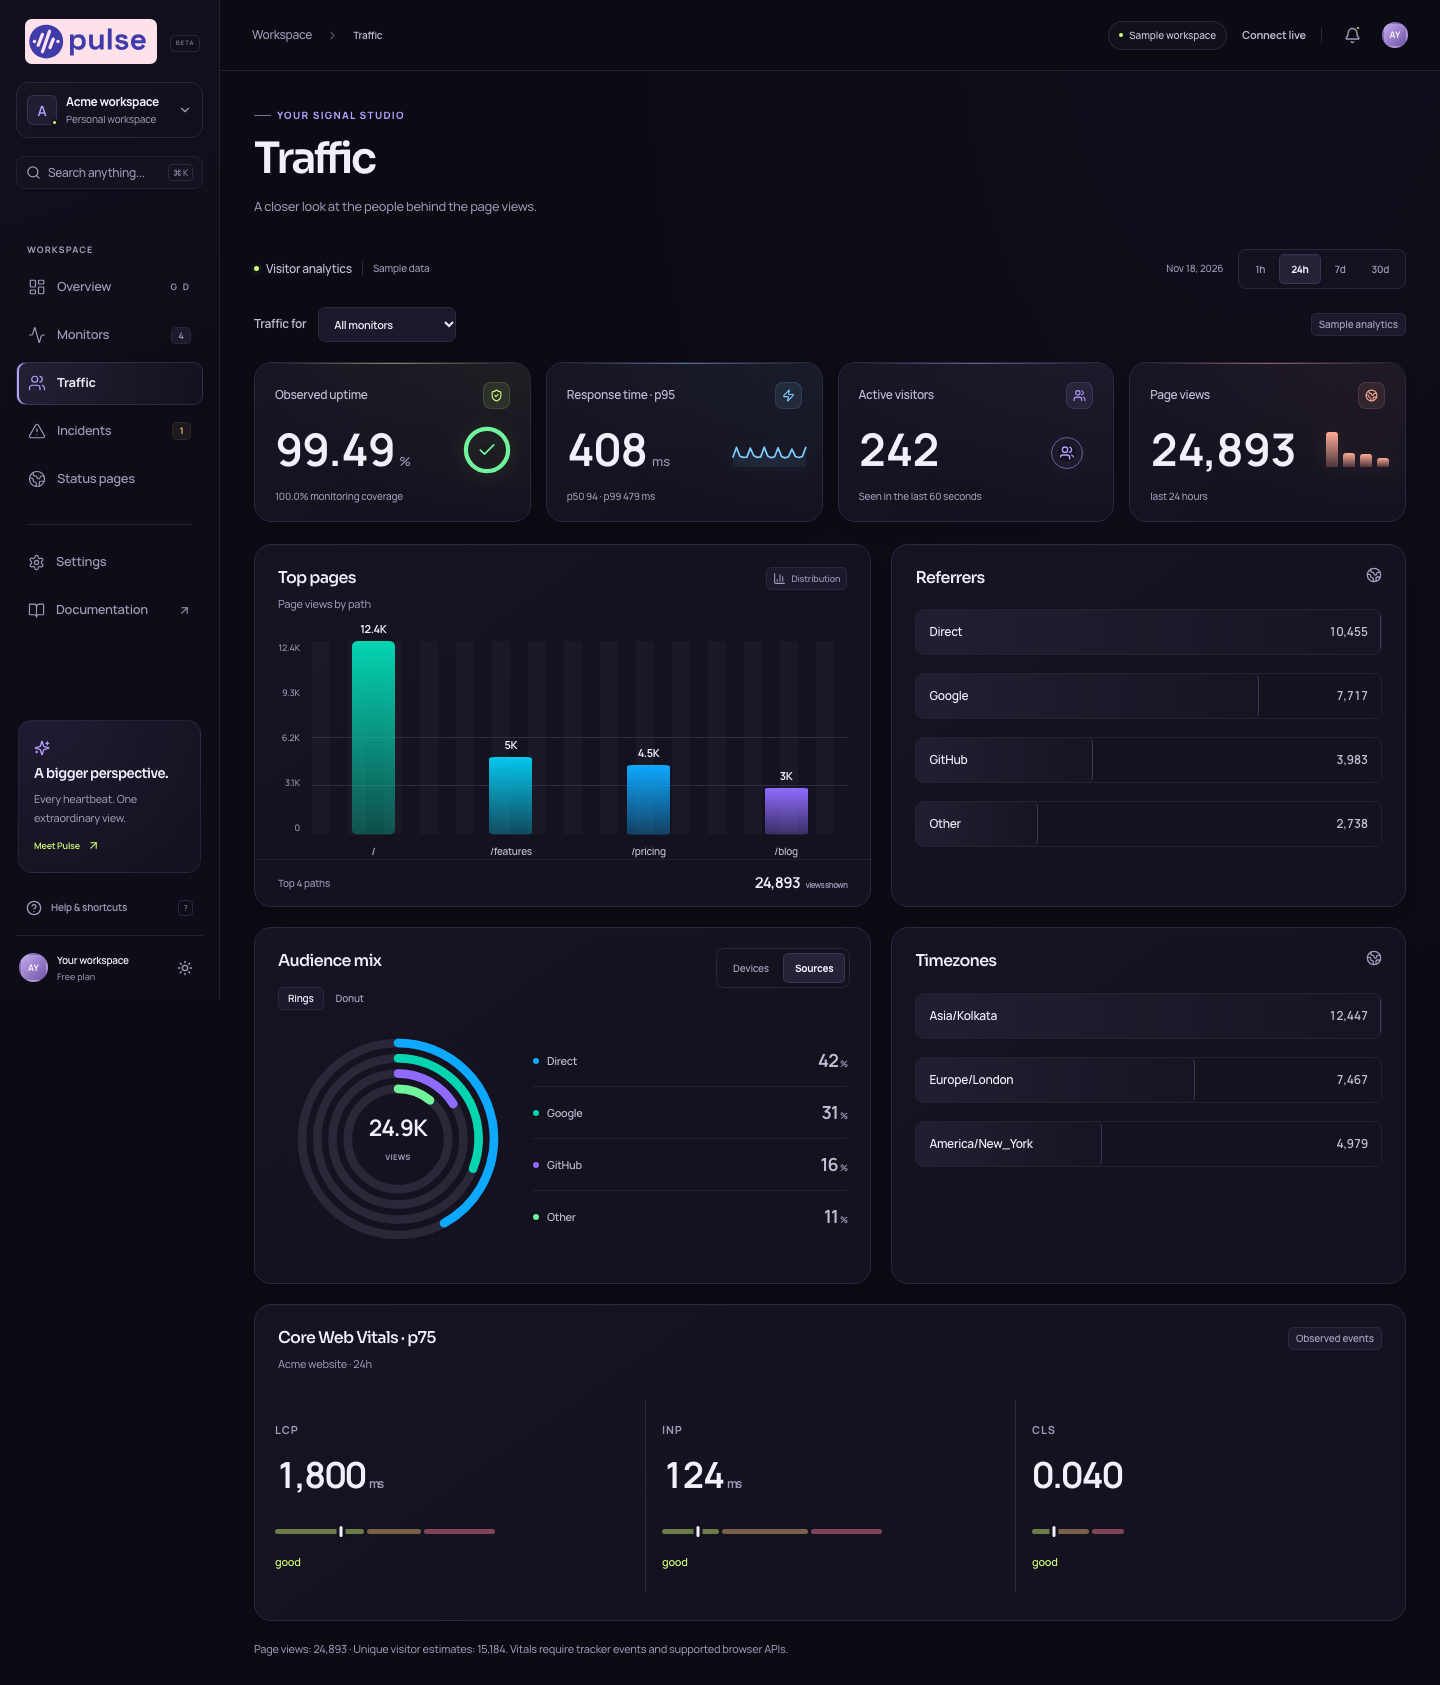 pulse
BETA
A
Acme workspace
Personal workspace
Search anything...
⌘K
WORKSPACE
Overview
G D
Monitors
4
Traffic
Incidents
1
Status pages
Settings
Documentation
A bigger perspective.
Every heartbeat. One
extraordinary view.
Meet Pulse
Help & shortcuts
?
AY
Your workspace
Free plan
Workspace
Traffic
Sample workspace
Connect live
AY
YOUR SIGNAL STUDIO
Traffic
A closer look at the people behind the page views.
Visitor analytics
Sample data
Nov 18, 2026
1h
24h
7d
30d
Traffic for
All monitors
Sample analytics
Observed uptime
99.49 %
100.0% monitoring coverage
Response time · p95
408 ms
p50 94 · p99 479 ms
Active visitors
242
Seen in the last 60 seconds
Page views
24,893
last 24 hours
Top pages
Distribution
Page views by path
12.4K
9.3K
6.2K
3.1K
0
12.4K
5K
4.5K
3K
/
/features
/pricing
/blog
Top 4 paths
24,893 views shown
Referrers
Direct
10,455
Google
7,717
GitHub
3,983
Other
2,738
Audience mix
Devices
Sources
Rings
Donut
24.9K
VIEWS
Direct
42 %
Google
31 %
GitHub
16 %
Other
11 %
Timezones
Asia/Kolkata
12,447
Europe/London
7,467
America/New_York
4,979
Core Web Vitals · p75
Observed events
Acme website · 24h
LCP
1,800 ms
good
INP
124 ms
good
CLS
0.040
good
Page views: 24,893 · Unique visitor estimates: 15,184. Vitals require tracker events and supported browser APIs.